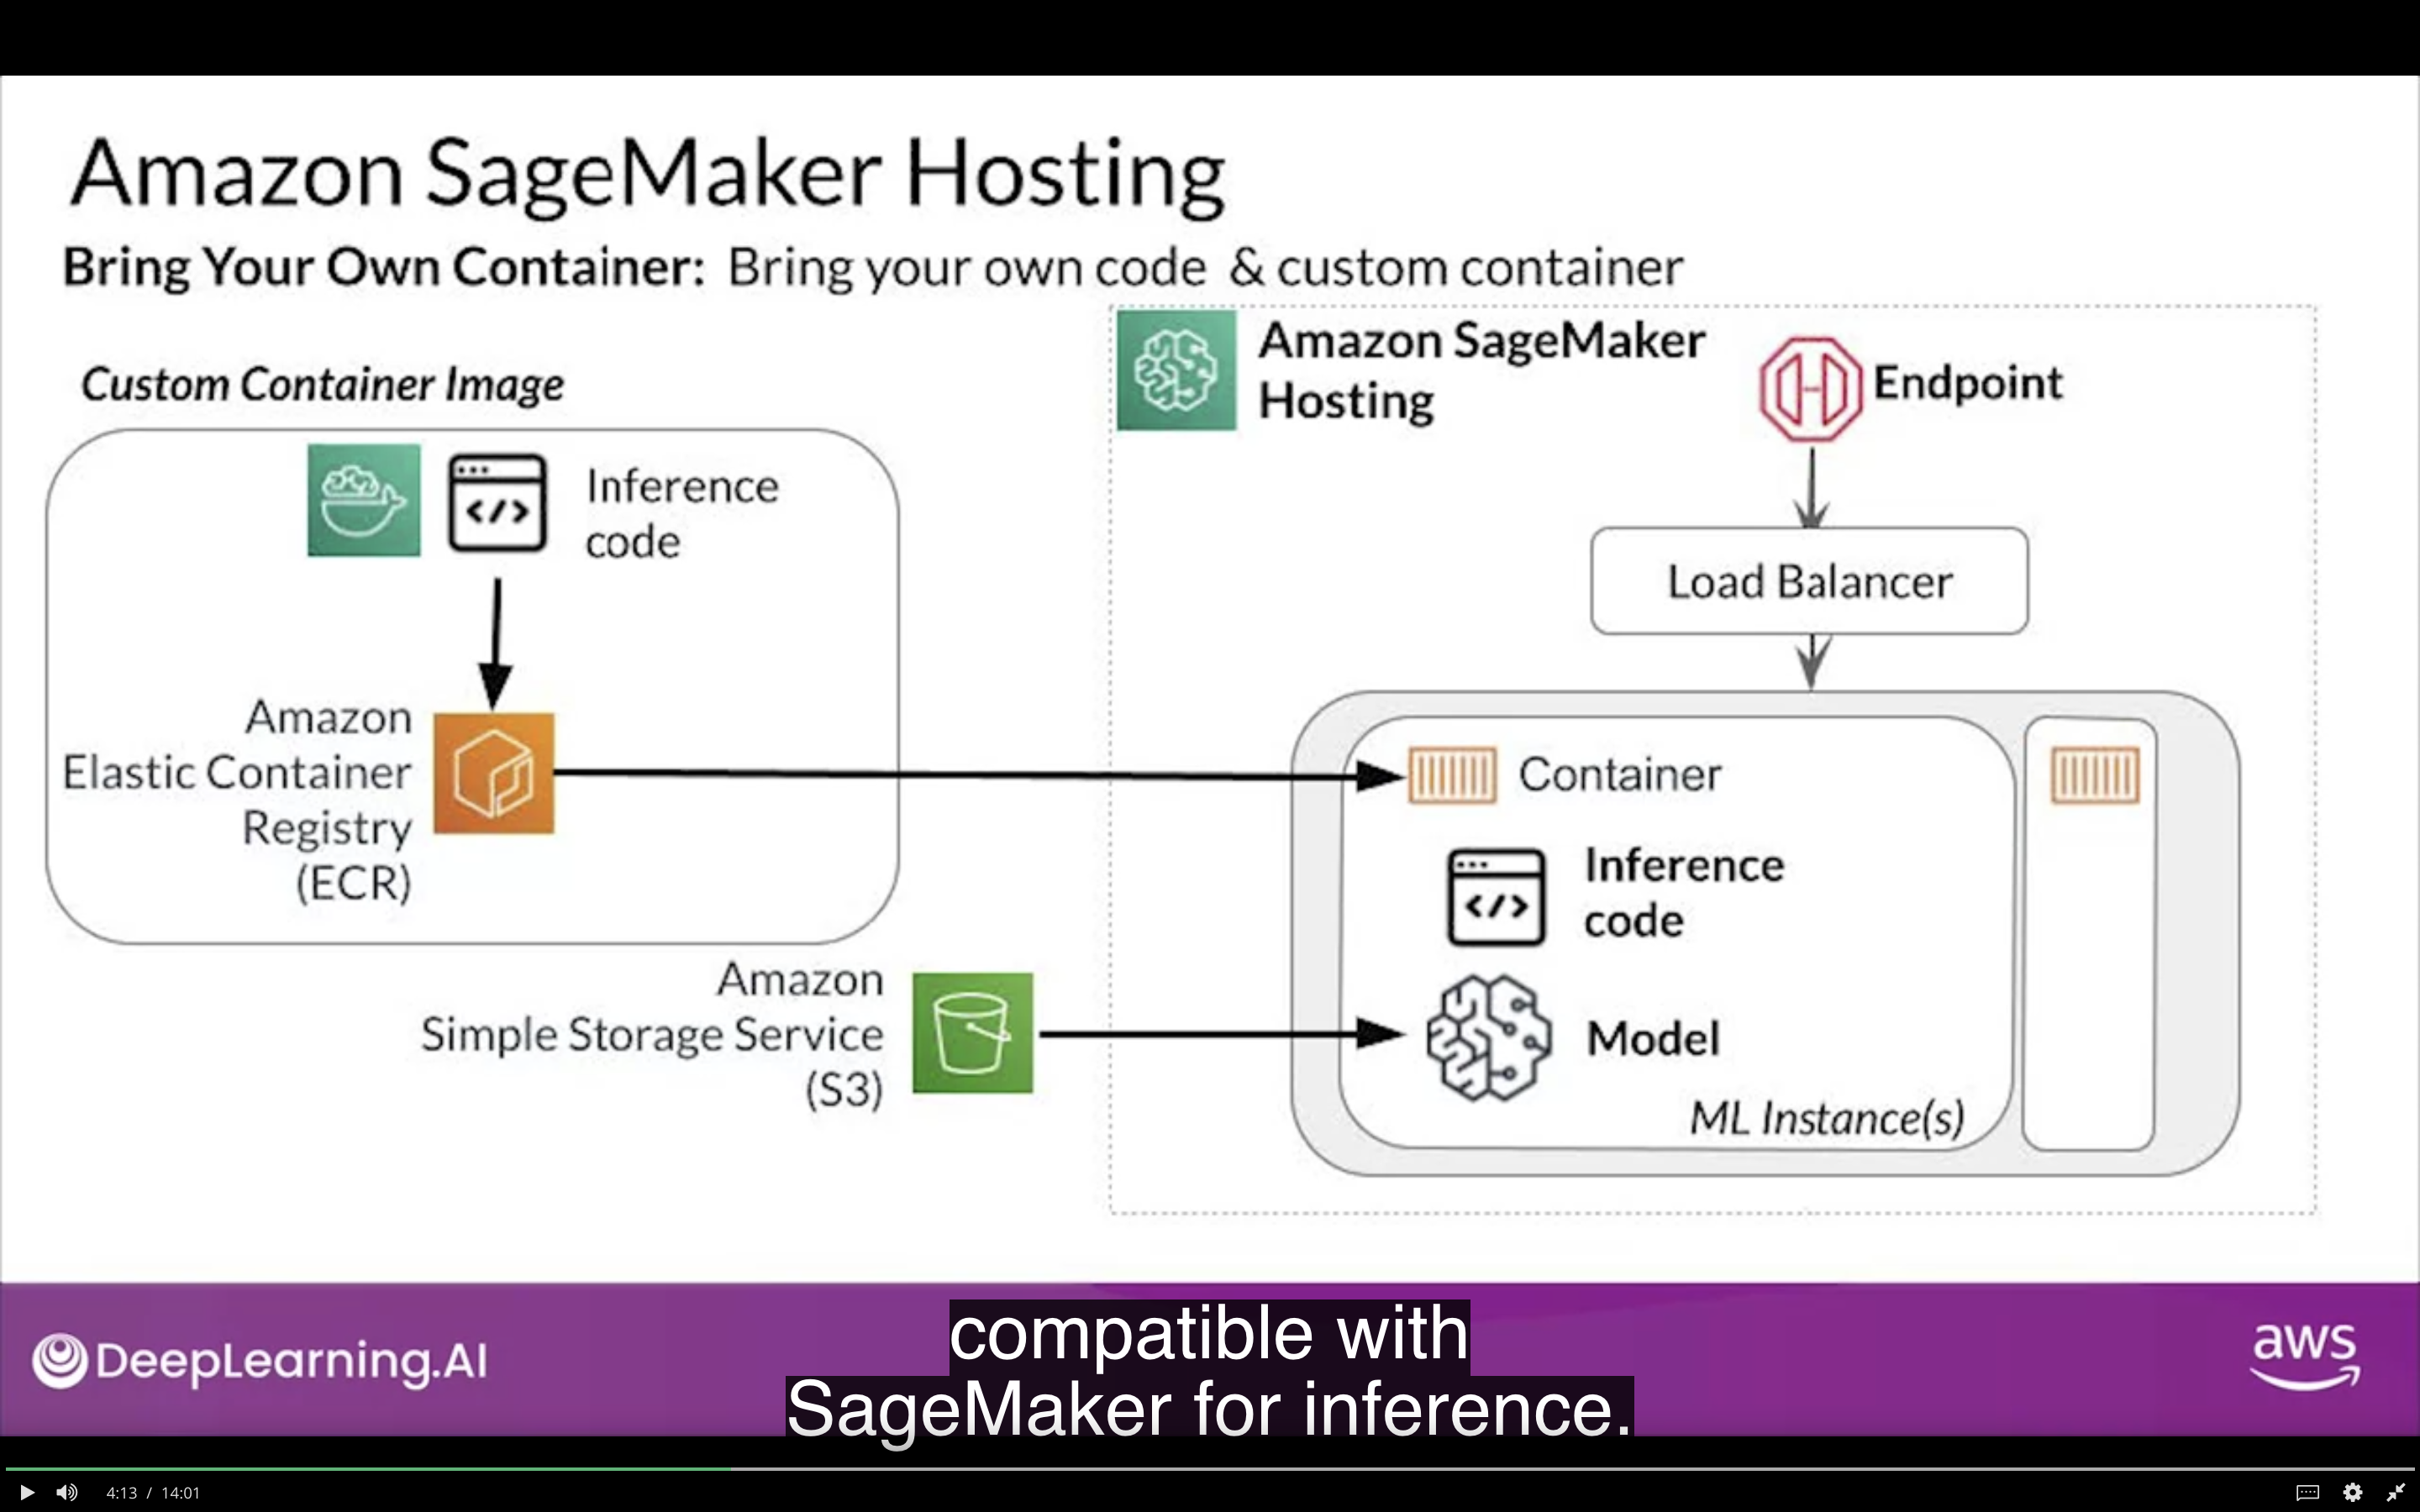 Amazon SageMaker Hosting
Bring Your Own Container: Bring your own code & custom container
Custom Container Image
</>
Inference
code
Amazon
Elastic Container
Registry
(ECR)
Amazon
Simple Storage Service
(S3)
Amazon SageMaker
Hosting
Endpoint
Load Balancer
Container
</>
Inference
code
Model
ML Instance(s)
DeepLearning.AI
aws
compatible with
SageMaker for inference.
4:13 / 14:01